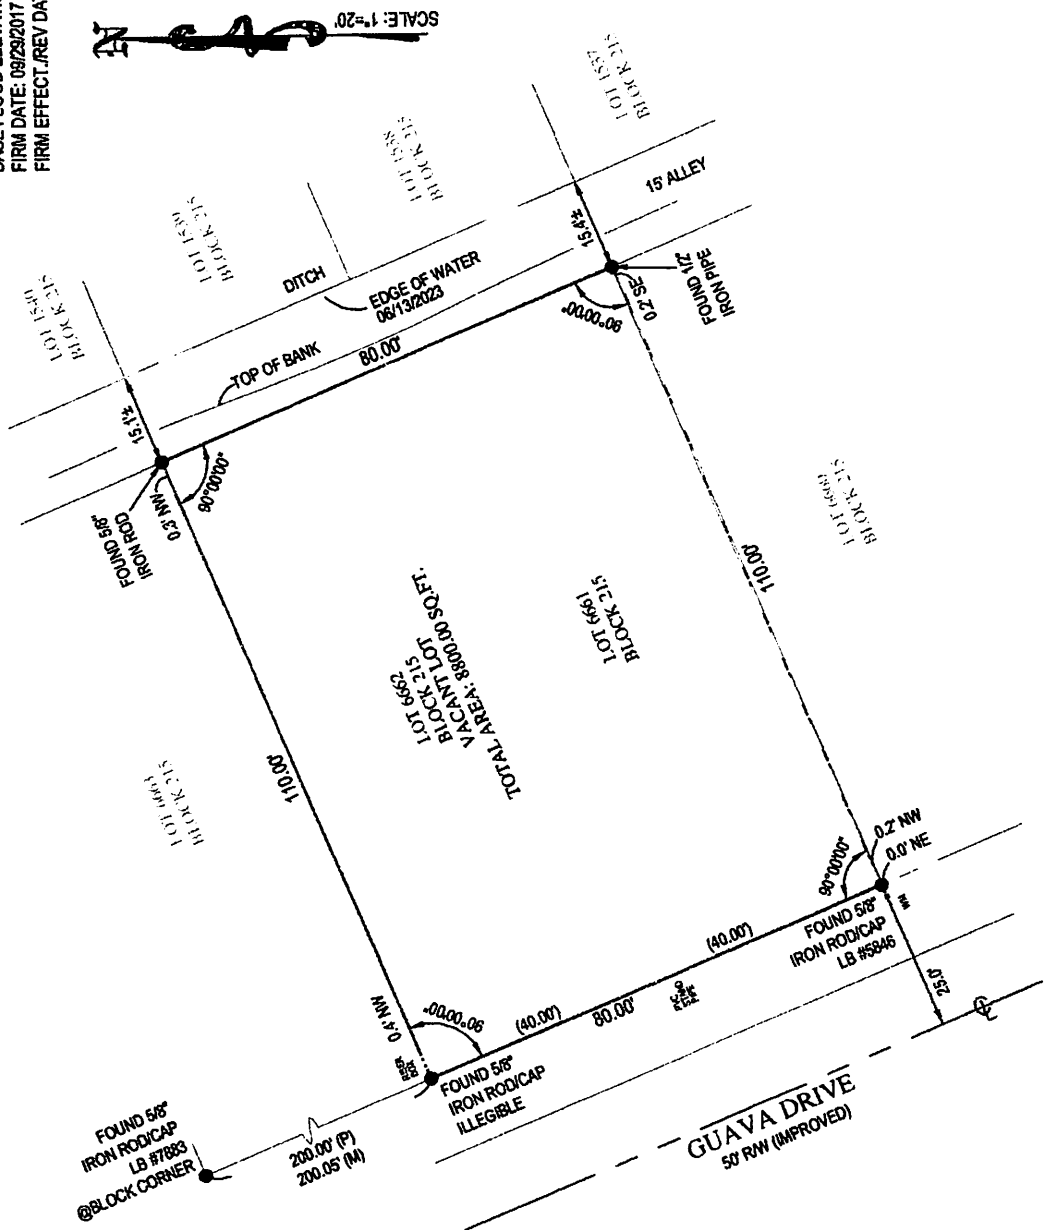 FIRM DATE: 09/29/2017
FIRM EFFECT./REV DA
SCALE: 1"=20'
N
LOT 1537
BLOCK 215
LOT 1538
BLOCK 215
LOT 1539
BLOCK 215
LOT 1540
BLOCK 215
15' ALLEY
15.4'±
DITCH
EDGE OF WATER
06/13/2023
TOP OF BANK
80.00'
15.1'±
FOUND 1/2"
IRON PIPE
0.2' SE
90°00'00"
FOUND 5/8"
IRON ROD
0.3' NW
90°00'00"
110.00'
110.00'
LOT 6660
BLOCK 215
LOT 6661
BLOCK 215
LOT 6662
BLOCK 215
VACANT LOT
TOTAL AREA: 8800.00 SQ.FT.
LOT 6663
BLOCK 215
0.2' NW
0.0' NE
90°00'00"
FOUND 5/8"
IRON ROD/CAP
LB #5846
WM
25.0'
(40.00')
80.00'
(40.00')
0.4' NW
90°00'00"
RISER
BOX
FOUND 5/8"
IRON ROD/CAP
ILLEGIBLE
FOUND 5/8"
IRON ROD/CAP
LB #7883
@BLOCK CORNER
200.00' (P)
200.05' (M)
GUAVA DRIVE
50' R/W (IMPROVED)